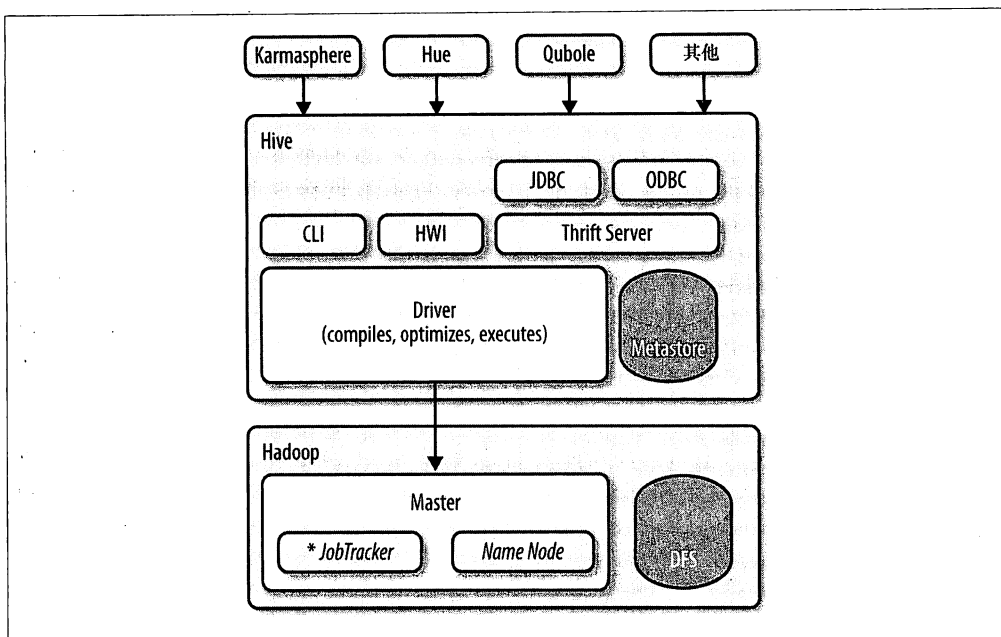 Karmasphere
Hue
Qubole
其他
Hive
JDBC
ODBC
CLI
HWI
Thrift Server
Driver
(compiles, optimizes, executes)
Metastore
Hadoop
Master
* JobTracker
Name Node
DFS